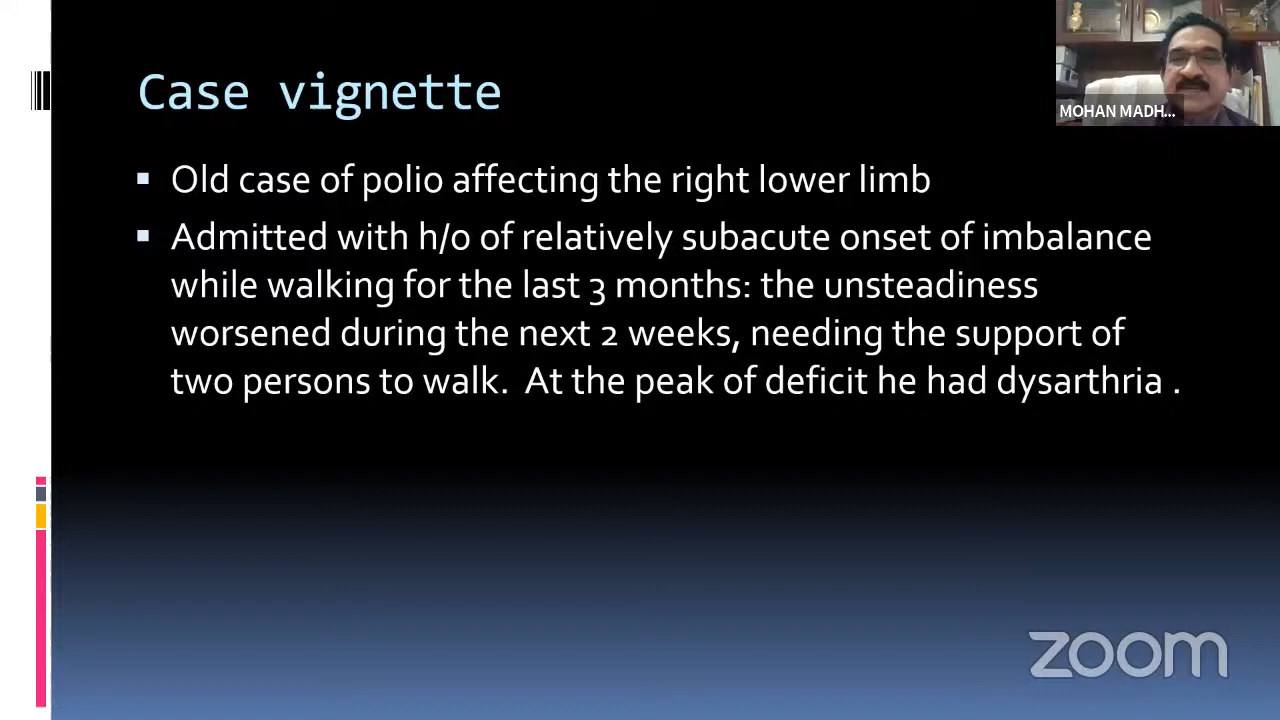 Case vignette
MOHAN MADH...
Old case of polio affecting the right lower limb
Admitted with h/o of relatively subacute onset of imbalance
while walking for the last 3 months: the unsteadiness
worsened during the next 2 weeks, needing the support of
two persons to walk.  At the peak of deficit he had dysarthria .
zoom